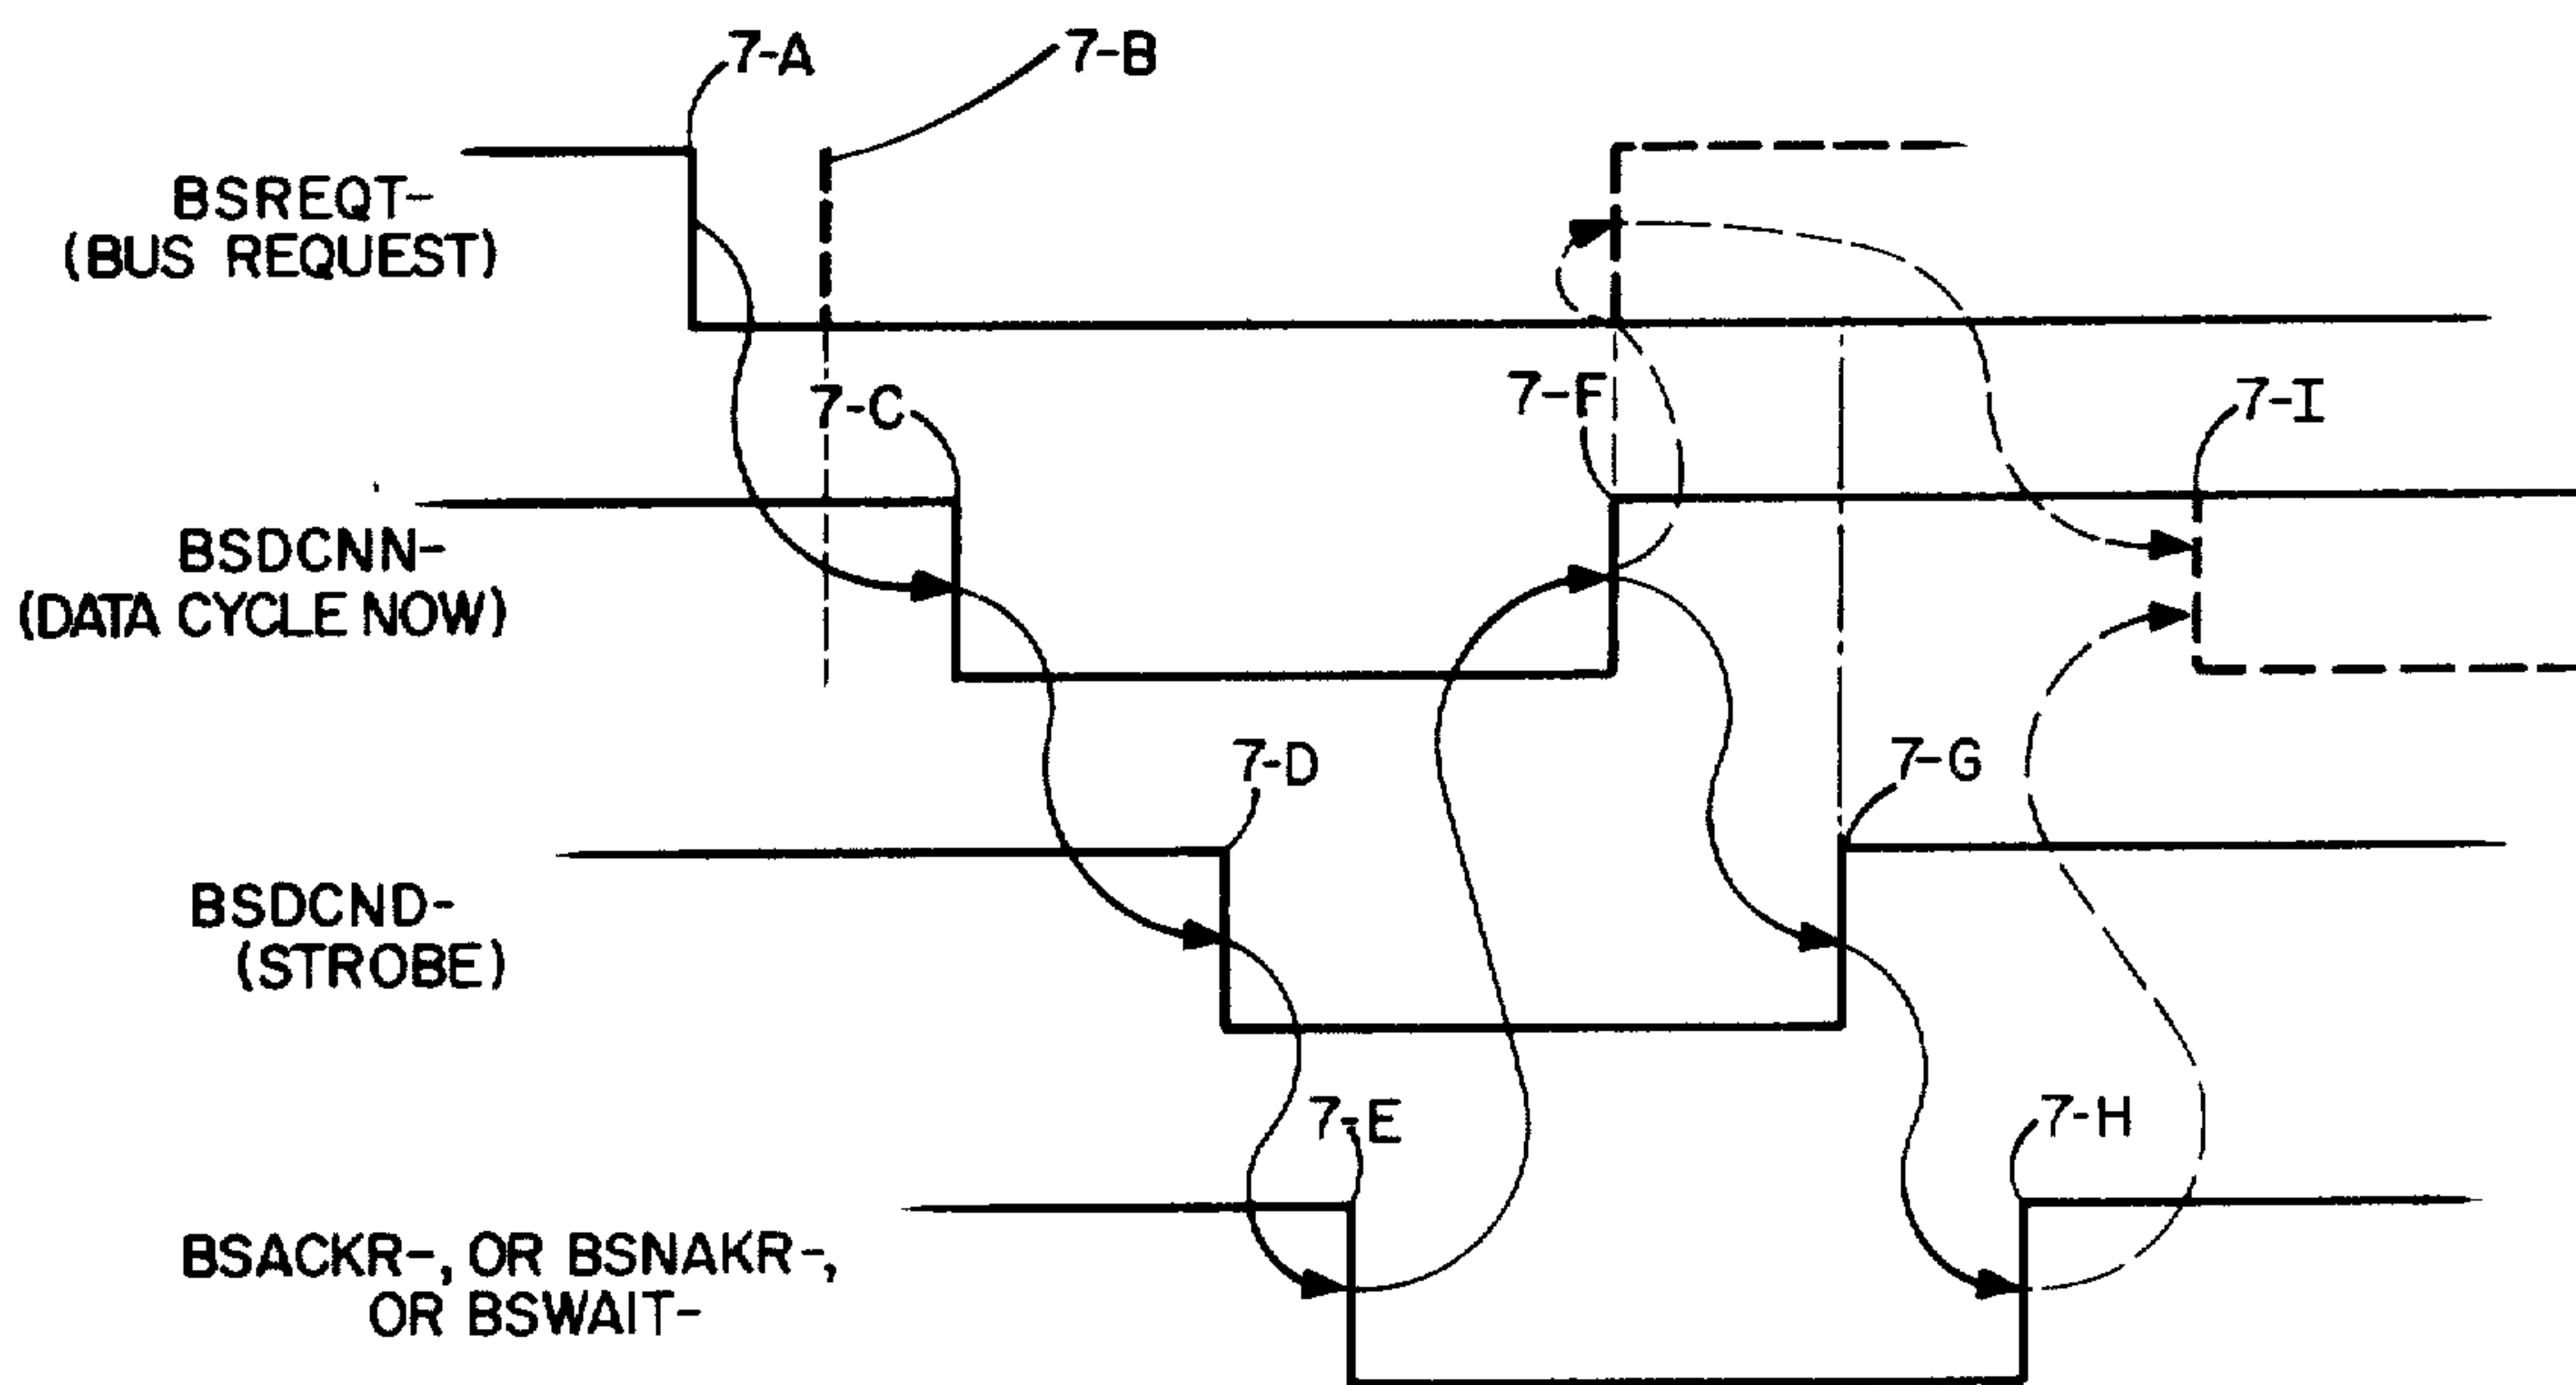 7-A
7-B
BSREQT-
(BUS REQUEST)
7-C
7-F
7-I
BSDCNN-
(DATA CYCLE NOW)
7-D
7-G
BSDCND-
(STROBE)
7-E
7-H
BSACKR-, OR BSNAKR-,
OR BSWAIT-